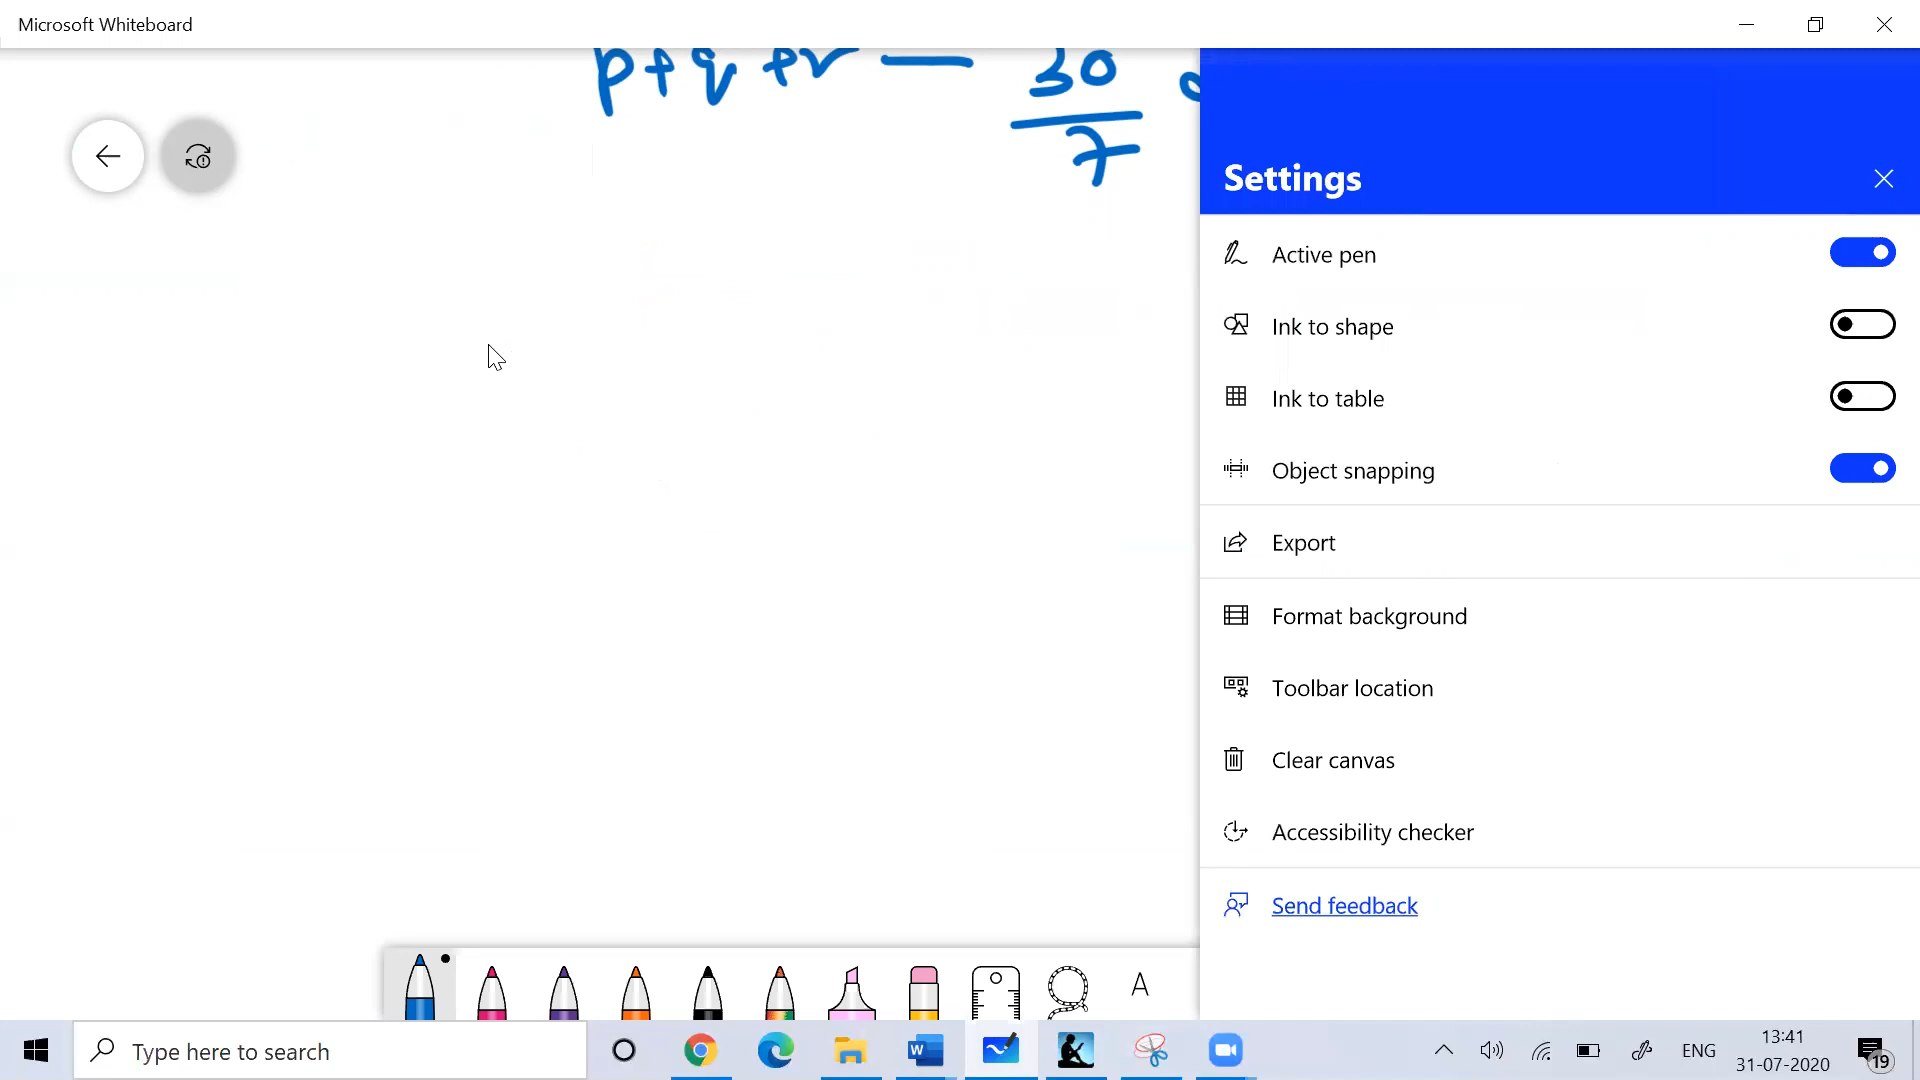 Microsoft Whiteboard
p+q+r — 30
7
Settings
Active pen
Ink to shape
Ink to table
Object snapping
Export
Format background
Toolbar location
Clear canvas
Accessibility checker
Send feedback
A
Type here to search
ENG
13:41
31-07-2020
19